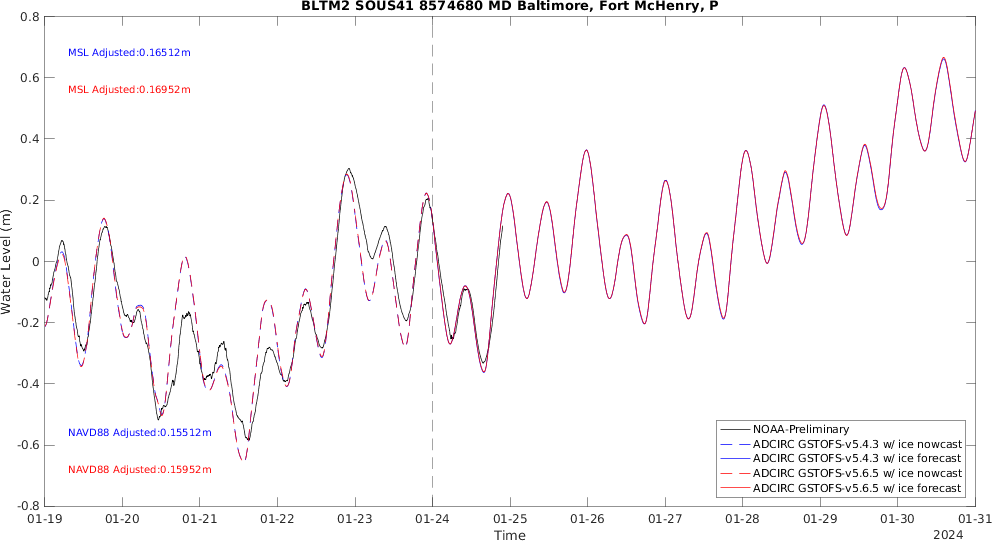 BLTM2 SOUS41 8574680 MD Baltimore, Fort McHenry, P
0.8
MSL Adjusted:0.16512m
0.6
MSL Adjusted:0.16952m
0.4
0.2
0
Water Level (m)
-0.2
-0.4
NAVD88 Adjusted:0.15512m
-0.6
NAVD88 Adjusted:0.15952m
-0.8
NOAA-Preliminary
ADCIRC GSTOFS-v5.4.3 w/ ice nowcast
ADCIRC GSTOFS-v5.4.3 w/ ice forecast
ADCIRC GSTOFS-v5.6.5 w/ ice nowcast
ADCIRC GSTOFS-v5.6.5 w/ ice forecast
01-19 01-20 01-21 01-22 01-23 01-24 01-25 01-26 01-27 01-28 01-29 01-30 01-31
Time
2024